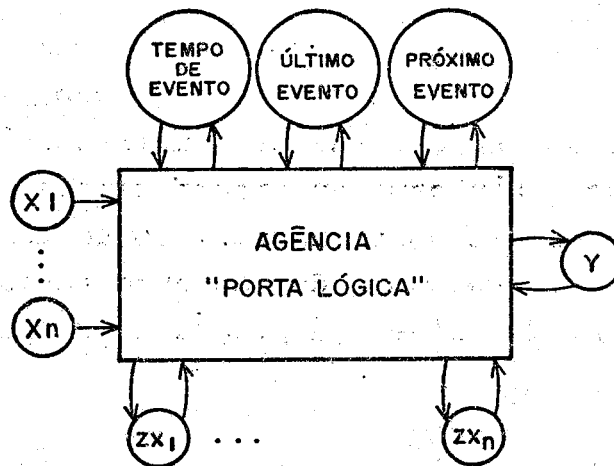 TEMPO
DE
EVENTO
ÚLTIMO
EVENTO
PRÓXIMO
EVENTO
X1
...
Xn
AGÊNCIA
"PORTA LÓGICA"
Y
ZX1
...
ZXn